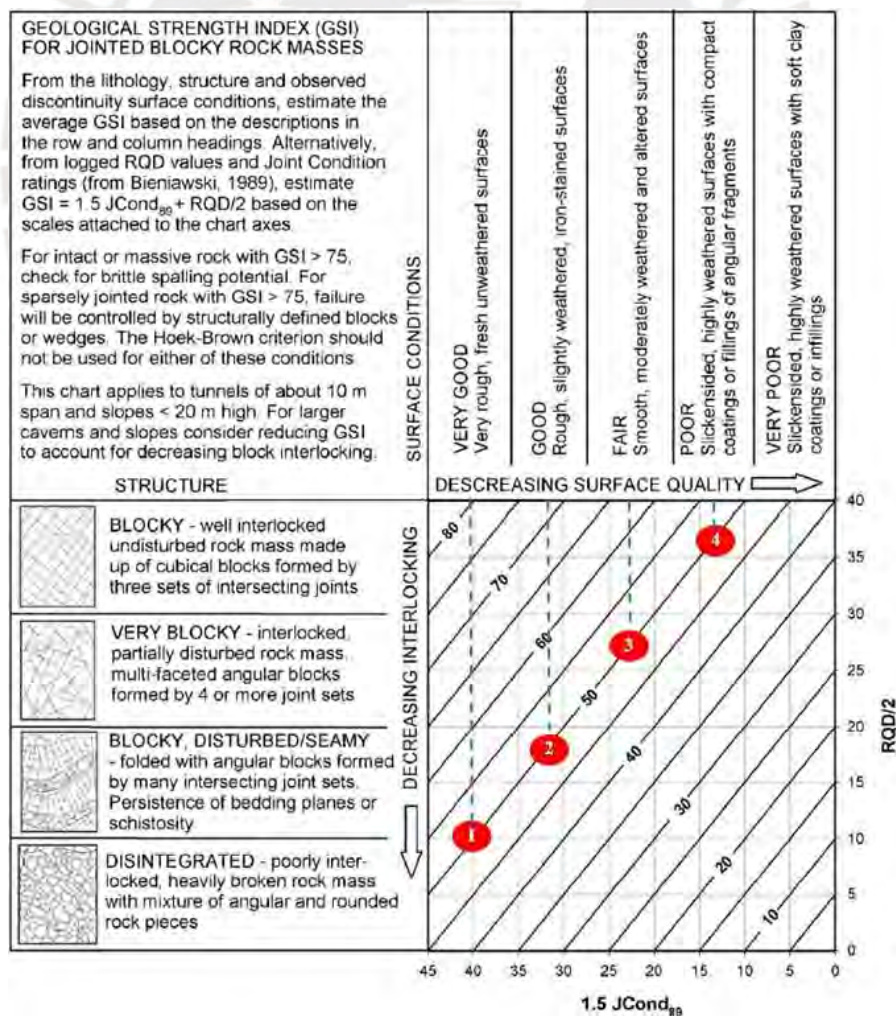 GEOLOGICAL STRENGTH INDEX (GSI)
FOR JOINTED BLOCKY ROCK MASSES
From the lithology, structure and observed
discontinuity surface conditions, estimate the
average GSI based on the descriptions in
the row and column headings. Alternatively,
from logged RQD values and Joint Condition
ratings (from Bieniawski, 1989), estimate
GSI = 1.5 JCond₈₉ + RQD/2 based on the
scales attached to the chart axes.
For intact or massive rock with GSI > 75,
check for brittle spalling potential. For
sparsely jointed rock with GSI > 75, failure
will be controlled by structurally defined blocks
or wedges. The Hoek-Brown criterion should
not be used for either of these conditions
This chart applies to tunnels of about 10 m
span and slopes < 20 m high. For larger
caverns and slopes consider reducing GSI
to account for decreasing block interlocking.
SURFACE CONDITIONS
VERY GOOD
Very rough, fresh unweathered surfaces
GOOD
Rough, slightly weathered, iron-stained surfaces
FAIR
Smooth, moderately weathered and altered surfaces
POOR
Slickensided, highly weathered surfaces with compact
coatings or fillings of angular fragments
VERY POOR
Slickensided, highly weathered surfaces with soft clay
coatings or infillings
STRUCTURE
DESCREASING SURFACE QUALITY
BLOCKY - well interlocked
undisturbed rock mass made
up of cubical blocks formed by
three sets of intersecting joints
VERY BLOCKY - interlocked,
partially disturbed rock mass
multi-faceted angular blocks
formed by 4 or more joint sets
BLOCKY, DISTURBED/SEAMY
- folded with angular blocks formed
by many intersecting joint sets.
Persistence of bedding planes or
schistosity
DISINTEGRATED - poorly inter-
locked, heavily broken rock mass
with mixture of angular and rounded
rock pieces
DECREASING INTERLOCKING
80
70
60
50
40
30
20
10
1
2
3
4
40
35
30
25
20
15
10
5
0
RQD/2
45 40 35 30 25 20 15 10 5 0
1.5 JCond₈₉